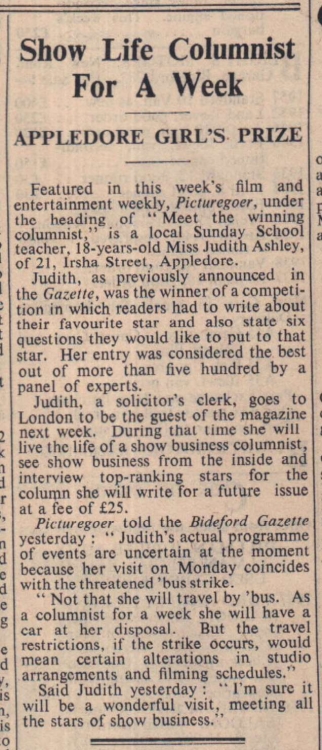 Show Life Columnist
For A Week
APPLEDORE GIRL'S PRIZE
Featured in this week's film and
entertainment weekly, Picturegoer, under
the heading of "Meet the winning
columnist," is a local Sunday School
teacher, 18-years-old Miss Judith Ashley,
of 21, Irsha Street, Appledore.
Judith, as previously announced in
the Gazette, was the winner of a competi-
tion in which readers had to write about
their favourite star and also state six
questions they would like to put to that
star. Her entry was considered the best
out of more than five hundred by a
panel of experts.
Judith, a solicitor's clerk, goes to
London to be the guest of the magazine
next week. During that time she will
live the life of a show business columnist,
see show business from the inside and
interview top-ranking stars for the
column she will write for a future issue
at a fee of £25.
Picturegoer told the Bideford Gazette
yesterday : "Judith's actual programme
of events are uncertain at the moment
because her visit on Monday coincides
with the threatened 'bus strike.
"Not that she will travel by 'bus. As
a columnist for a week she will have a
car at her disposal. But the travel
restrictions, if the strike occurs, would
mean certain alterations in studio
arrangements and filming schedules."
Said Judith yesterday : "I'm sure it
will be a wonderful visit, meeting all
the stars of show business."